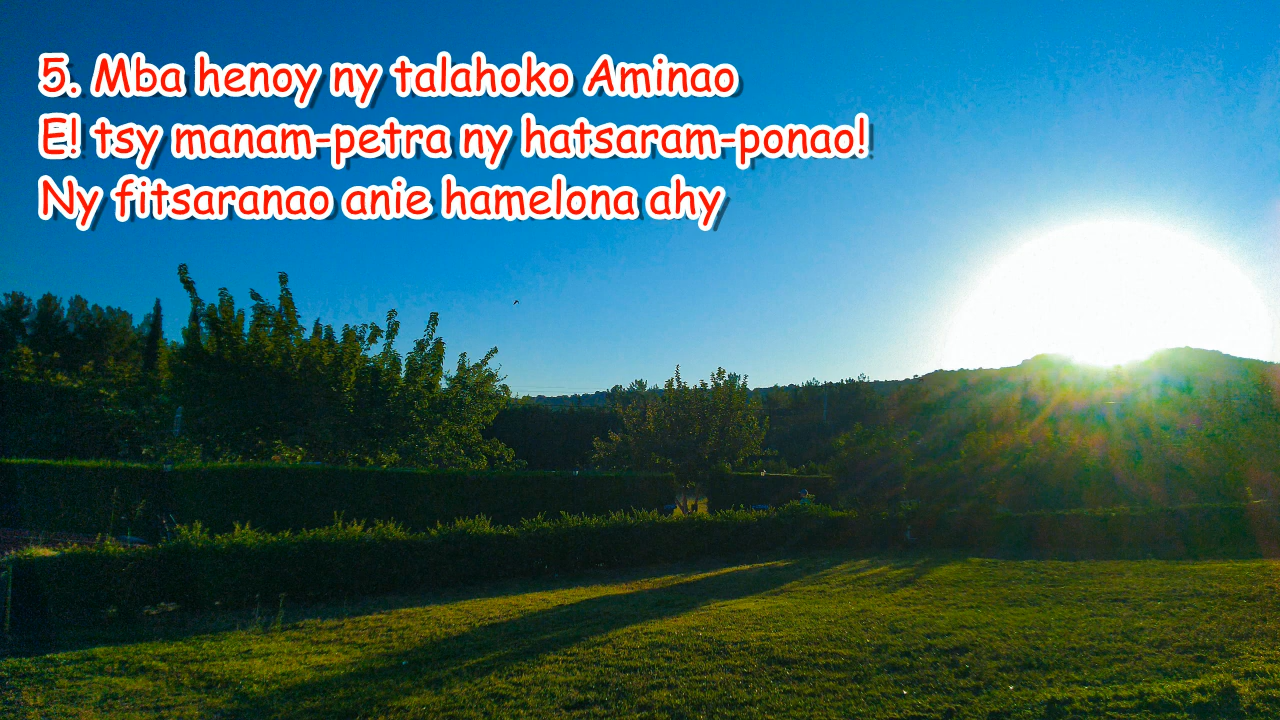 5. Mba henoy ny talahoko Aminao
E! tsy manam-petra ny hatsaram-ponao!
Ny fitsaranao anie hamelona ahy